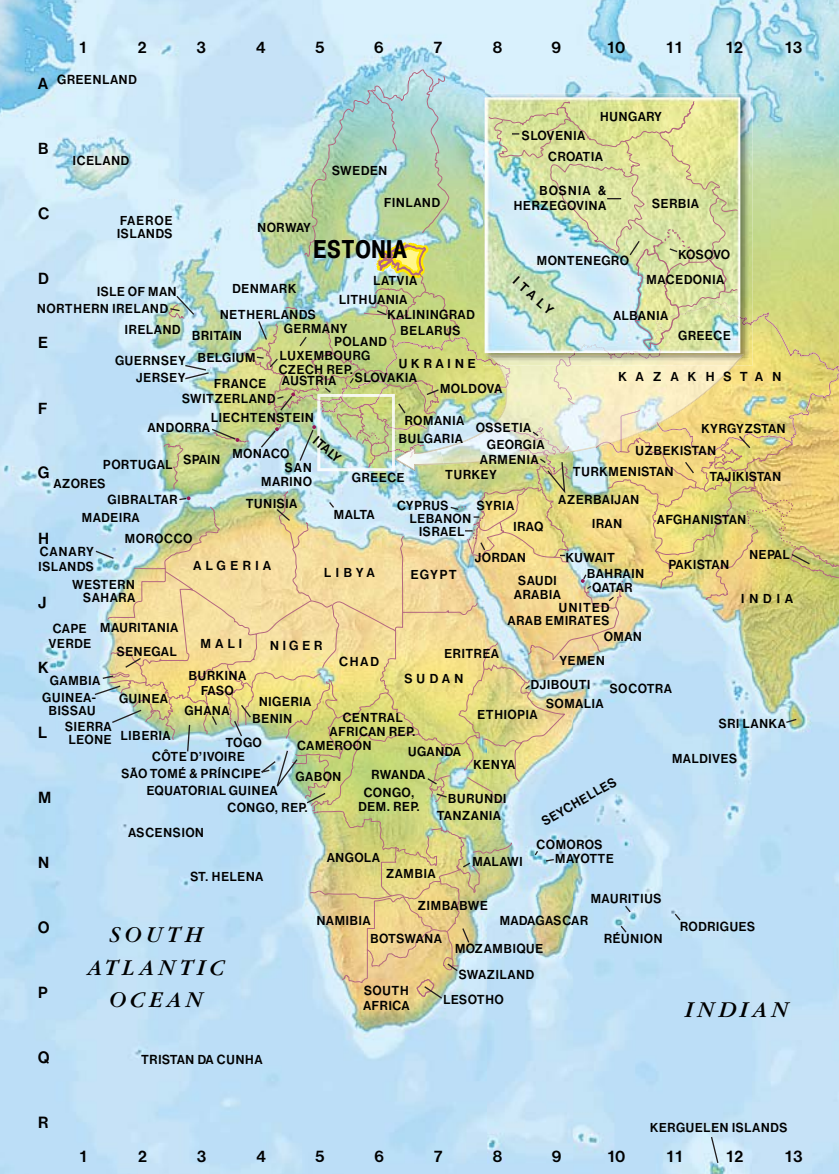 1 2 3 4 5 6 7 8 9 10 11 12 13
A
GREENLAND
HUNGARY
SLOVENIA
B
CROATIA
ICELAND
SWEDEN
BOSNIA &
HERZEGOVINA
FINLAND
SERBIA
C
FAEROE
ISLANDS
NORWAY
ESTONIA
KOSOVO
MONTENEGRO
D
LATVIA
MACEDONIA
ITALY
ISLE OF MAN
DENMARK
LITHUANIA
NORTHERN IRELAND
NETHERLANDS
KALININGRAD
ALBANIA
IRELAND
BRITAIN
GERMANY
BELARUS
GREECE
E
POLAND
GUERNSEY
BELGIUM
LUXEMBOURG
UKRAINE
JERSEY
CZECH REP.
FRANCE
AUSTRIA
SLOVAKIA
KAZAKHSTAN
MOLDOVA
SWITZERLAND
F
LIECHTENSTEIN
ROMANIA
ANDORRA
OSSETIA
KYRGYZSTAN
BULGARIA
GEORGIA
ITALY
UZBEKISTAN
MONACO
ARMENIA
PORTUGAL
SPAIN
SAN
MARINO
G
GREECE
TURKEY
TURKMENISTAN
TAJIKISTAN
AZORES
GIBRALTAR
TUNISIA
AZERBAIJAN
MALTA
CYPRUS
SYRIA
MADEIRA
LEBANON
IRAQ
IRAN
AFGHANISTAN
ISRAEL
H
MOROCCO
CANARY
ISLANDS
JORDAN
KUWAIT
NEPAL
ALGERIA
LIBYA
EGYPT
PAKISTAN
BAHRAIN
WESTERN
SAHARA
SAUDI
ARABIA
QATAR
INDIA
J
UNITED
ARAB EMIRATES
CAPE
VERDE
MAURITANIA
OMAN
MALI
NIGER
SENEGAL
ERITREA
YEMEN
CHAD
K
GAMBIA
BURKINA
FASO
SUDAN
DJIBOUTI
SOCOTRA
GUINEA-
BISSAU
GUINEA
NIGERIA
SOMALIA
GHANA
BENIN
ETHIOPIA
SRI LANKA
SIERRA
LEONE
LIBERIA
CENTRAL
AFRICAN REP.
L
TOGO
CAMEROON
UGANDA
CÔTE D'IVOIRE
KENYA
MALDIVES
SÃO TOMÉ & PRÍNCIPE
GABON
RWANDA
EQUATORIAL GUINEA
CONGO,
DEM. REP.
M
BURUNDI
SEYCHELLES
CONGO, REP.
TANZANIA
ASCENSION
COMOROS
MAYOTTE
N
ANGOLA
MALAWI
ZAMBIA
ST. HELENA
MAURITIUS
ZIMBABWE
NAMIBIA
MADAGASCAR
RODRIGUES
O
SOUTH
ATLANTIC
OCEAN
BOTSWANA
RÉUNION
MOZAMBIQUE
SWAZILAND
P
SOUTH
AFRICA
LESOTHO
INDIAN
Q
TRISTAN DA CUNHA
R
KERGUELEN ISLANDS
1 2 3 4 5 6 7 8 9 10 11 12 13